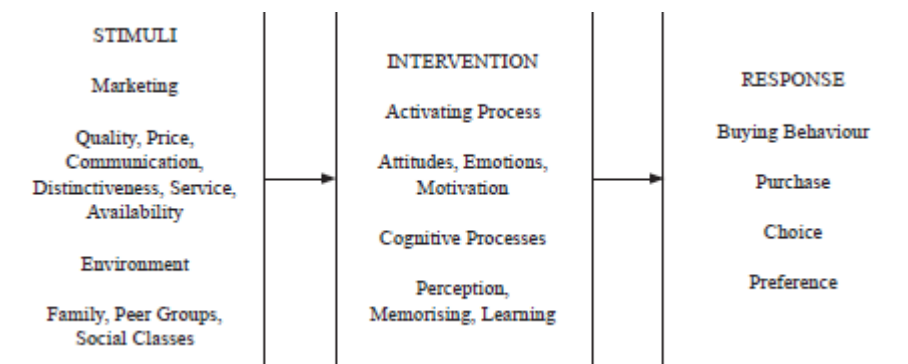 STIMULI
Marketing
Quality, Price,
Communication,
Distinctiveness, Service,
Availability
Environment
Family, Peer Groups,
Social Classes
INTERVENTION
Activating Process
Attitudes, Emotions,
Motivation
Cognitive Processes
Perception,
Memorising, Learning
RESPONSE
Buying Behaviour
Purchase
Choice
Preference